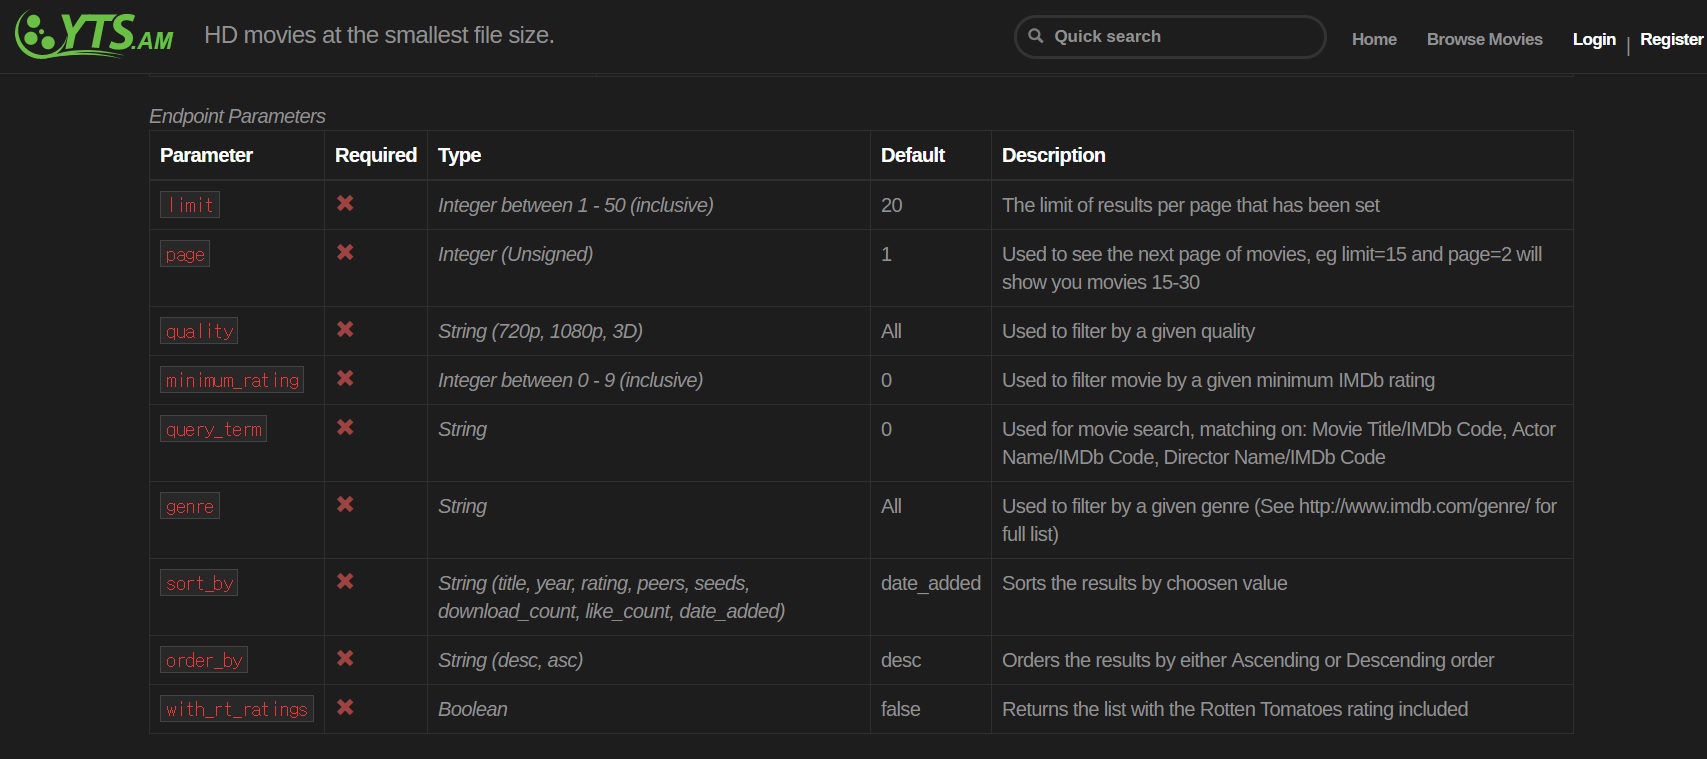 YTS.AM HD movies at the smallest file size. Quick search Home Browse Movies Login | Register
Endpoint Parameters
Parameter Required Type Default Description
limit ✖ Integer between 1 - 50 (inclusive) 20 The limit of results per page that has been set
page ✖ Integer (Unsigned) 1 Used to see the next page of movies, eg limit=15 and page=2 will
show you movies 15-30
quality ✖ String (720p, 1080p, 3D) All Used to filter by a given quality
minimum_rating ✖ Integer between 0 - 9 (inclusive) 0 Used to filter movie by a given minimum IMDb rating
query_term ✖ String 0 Used for movie search, matching on: Movie Title/IMDb Code, Actor
Name/IMDb Code, Director Name/IMDb Code
genre ✖ String All Used to filter by a given genre (See http://www.imdb.com/genre/ for
full list)
sort_by ✖ String (title, year, rating, peers, seeds, date_added Sorts the results by choosen value
download_count, like_count, date_added)
order_by ✖ String (desc, asc) desc Orders the results by either Ascending or Descending order
with_rt_ratings ✖ Boolean false Returns the list with the Rotten Tomatoes rating included